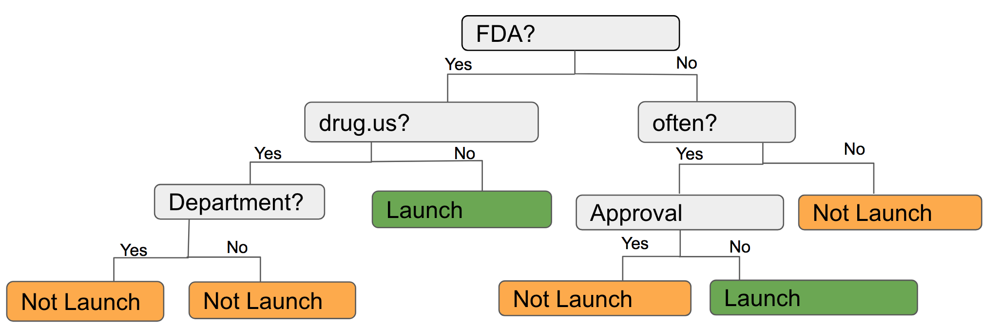 FDA?
Yes
No
drug.us?
often?
Yes
No
Yes
No
Department?
Launch
Approval
Not Launch
Yes
No
Yes
No
Not Launch
Not Launch
Not Launch
Launch